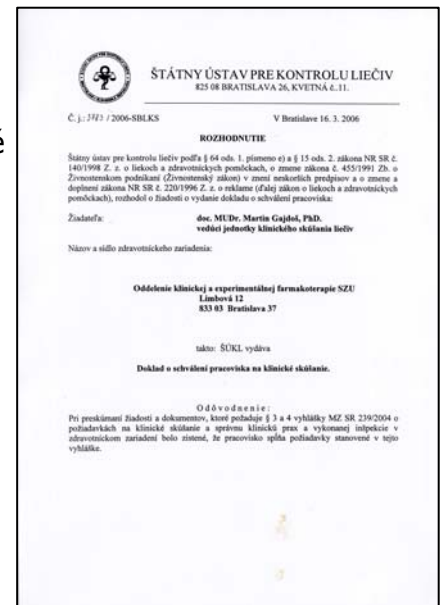 é
ŠTÁTNY ÚSTAV PRE KONTROLU LIEČIV
825 08 BRATISLAVA 26, KVETNÁ č. 11.
Č. j.: / 2006-SBLKS V Bratislave 16. 3. 2006
ROZHODNUTIE
Štátny ústav pre kontrolu liečiv podľa § 64 ods. 1. písmeno e) a § 15 ods. 2. zákona NR SR č.
140/1998 Z. z. o liekoch a zdravotníckych pomôckach, o zmene zákona č. 455/1991 Zb. o
Živnostenskom podnikaní (Živnostenský zákon) v znení neskorších predpisov a o zmene a
doplnení zákona NR SR č. 220/1996 Z. z. o reklame (ďalej zákon o liekoch a zdravotníckych
pomôckach), rozhodol o žiadosti o vydanie dokladu o schválení pracoviska:
Žiadateľa: doc. MUDr. Martin Gajdoš, PhD.
vedúci jednotky klinického skúšania liečiv
Názov a sídlo zdravotníckeho zariadenia:
Oddelenie klinickej a experimentálnej farmakoterapie SZU
Limbová 12
833 03 Bratislava 37
takto: ŠÚKL vydáva
Doklad o schválení pracoviska na klinické skúšanie.
Odôvodnenie:
Pri preskúmaní žiadosti a dokumentov, ktoré požaduje § 3 a 4 vyhlášky MZ SR 239/2004 o
požiadavkách na klinické skúšanie a správnu klinickú prax a vykonanej inšpekcie v
zdravotníckom zariadení bolo zistené, že pracovisko spĺňa požiadavky stanovené v tejto
vyhláške.